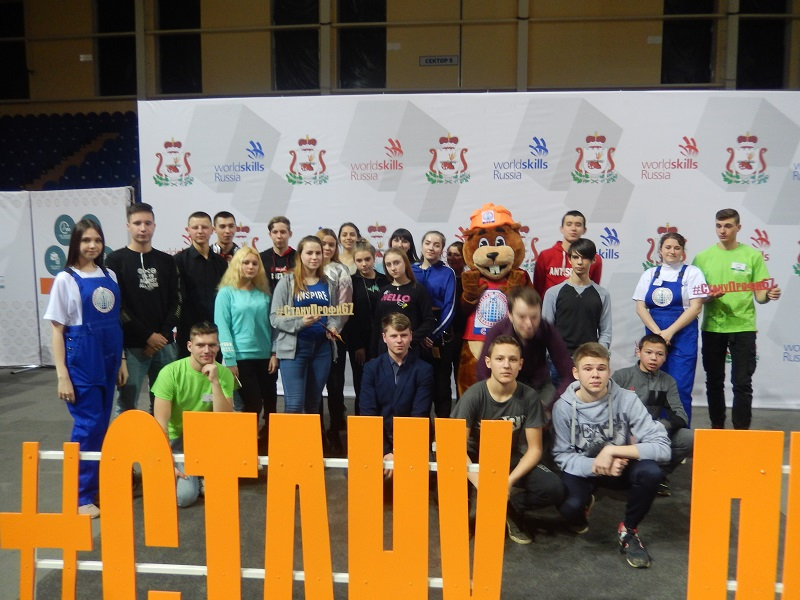 СЕКТОР 5
worldskills
Russia
worldskills
Russia
worldskills
Russia
worldskills
Russia
#СтануПрофи67
#СтануПрофи67
INSPIRE
HELLO
#СТАНУ П